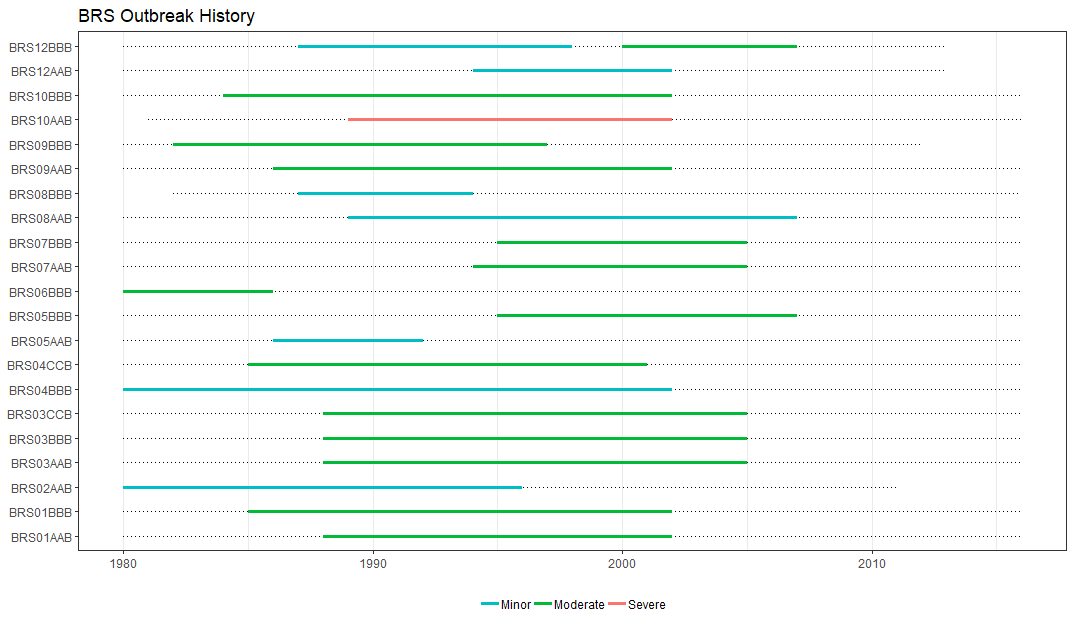 BRS Outbreak History
BRS12BBB
BRS12AAB
BRS10BBB
BRS10AAB
BRS09BBB
BRS09AAB
BRS08BBB
BRS08AAB
BRS07BBB
BRS07AAB
BRS06BBB
BRS05BBB
BRS05AAB
BRS04CCB
BRS04BBB
BRS03CCB
BRS03BBB
BRS03AAB
BRS02AAB
BRS01BBB
BRS01AAB
1980 1990 2000 2010
Minor Moderate Severe